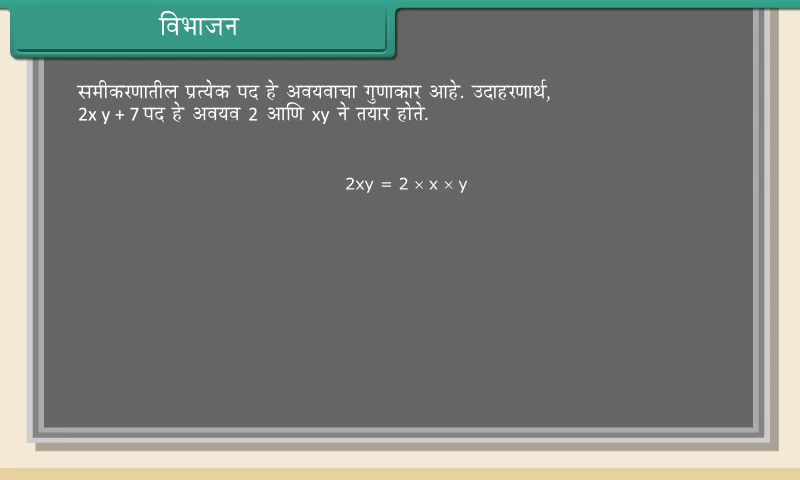 विभाजन
समीकरणातील प्रत्येक पद हे अवयवाचा गुणाकार आहे. उदाहरणार्थ,
2x y + 7 पद हे अवयव 2 आणि xy ने तयार होते.
2xy = 2 × x × y